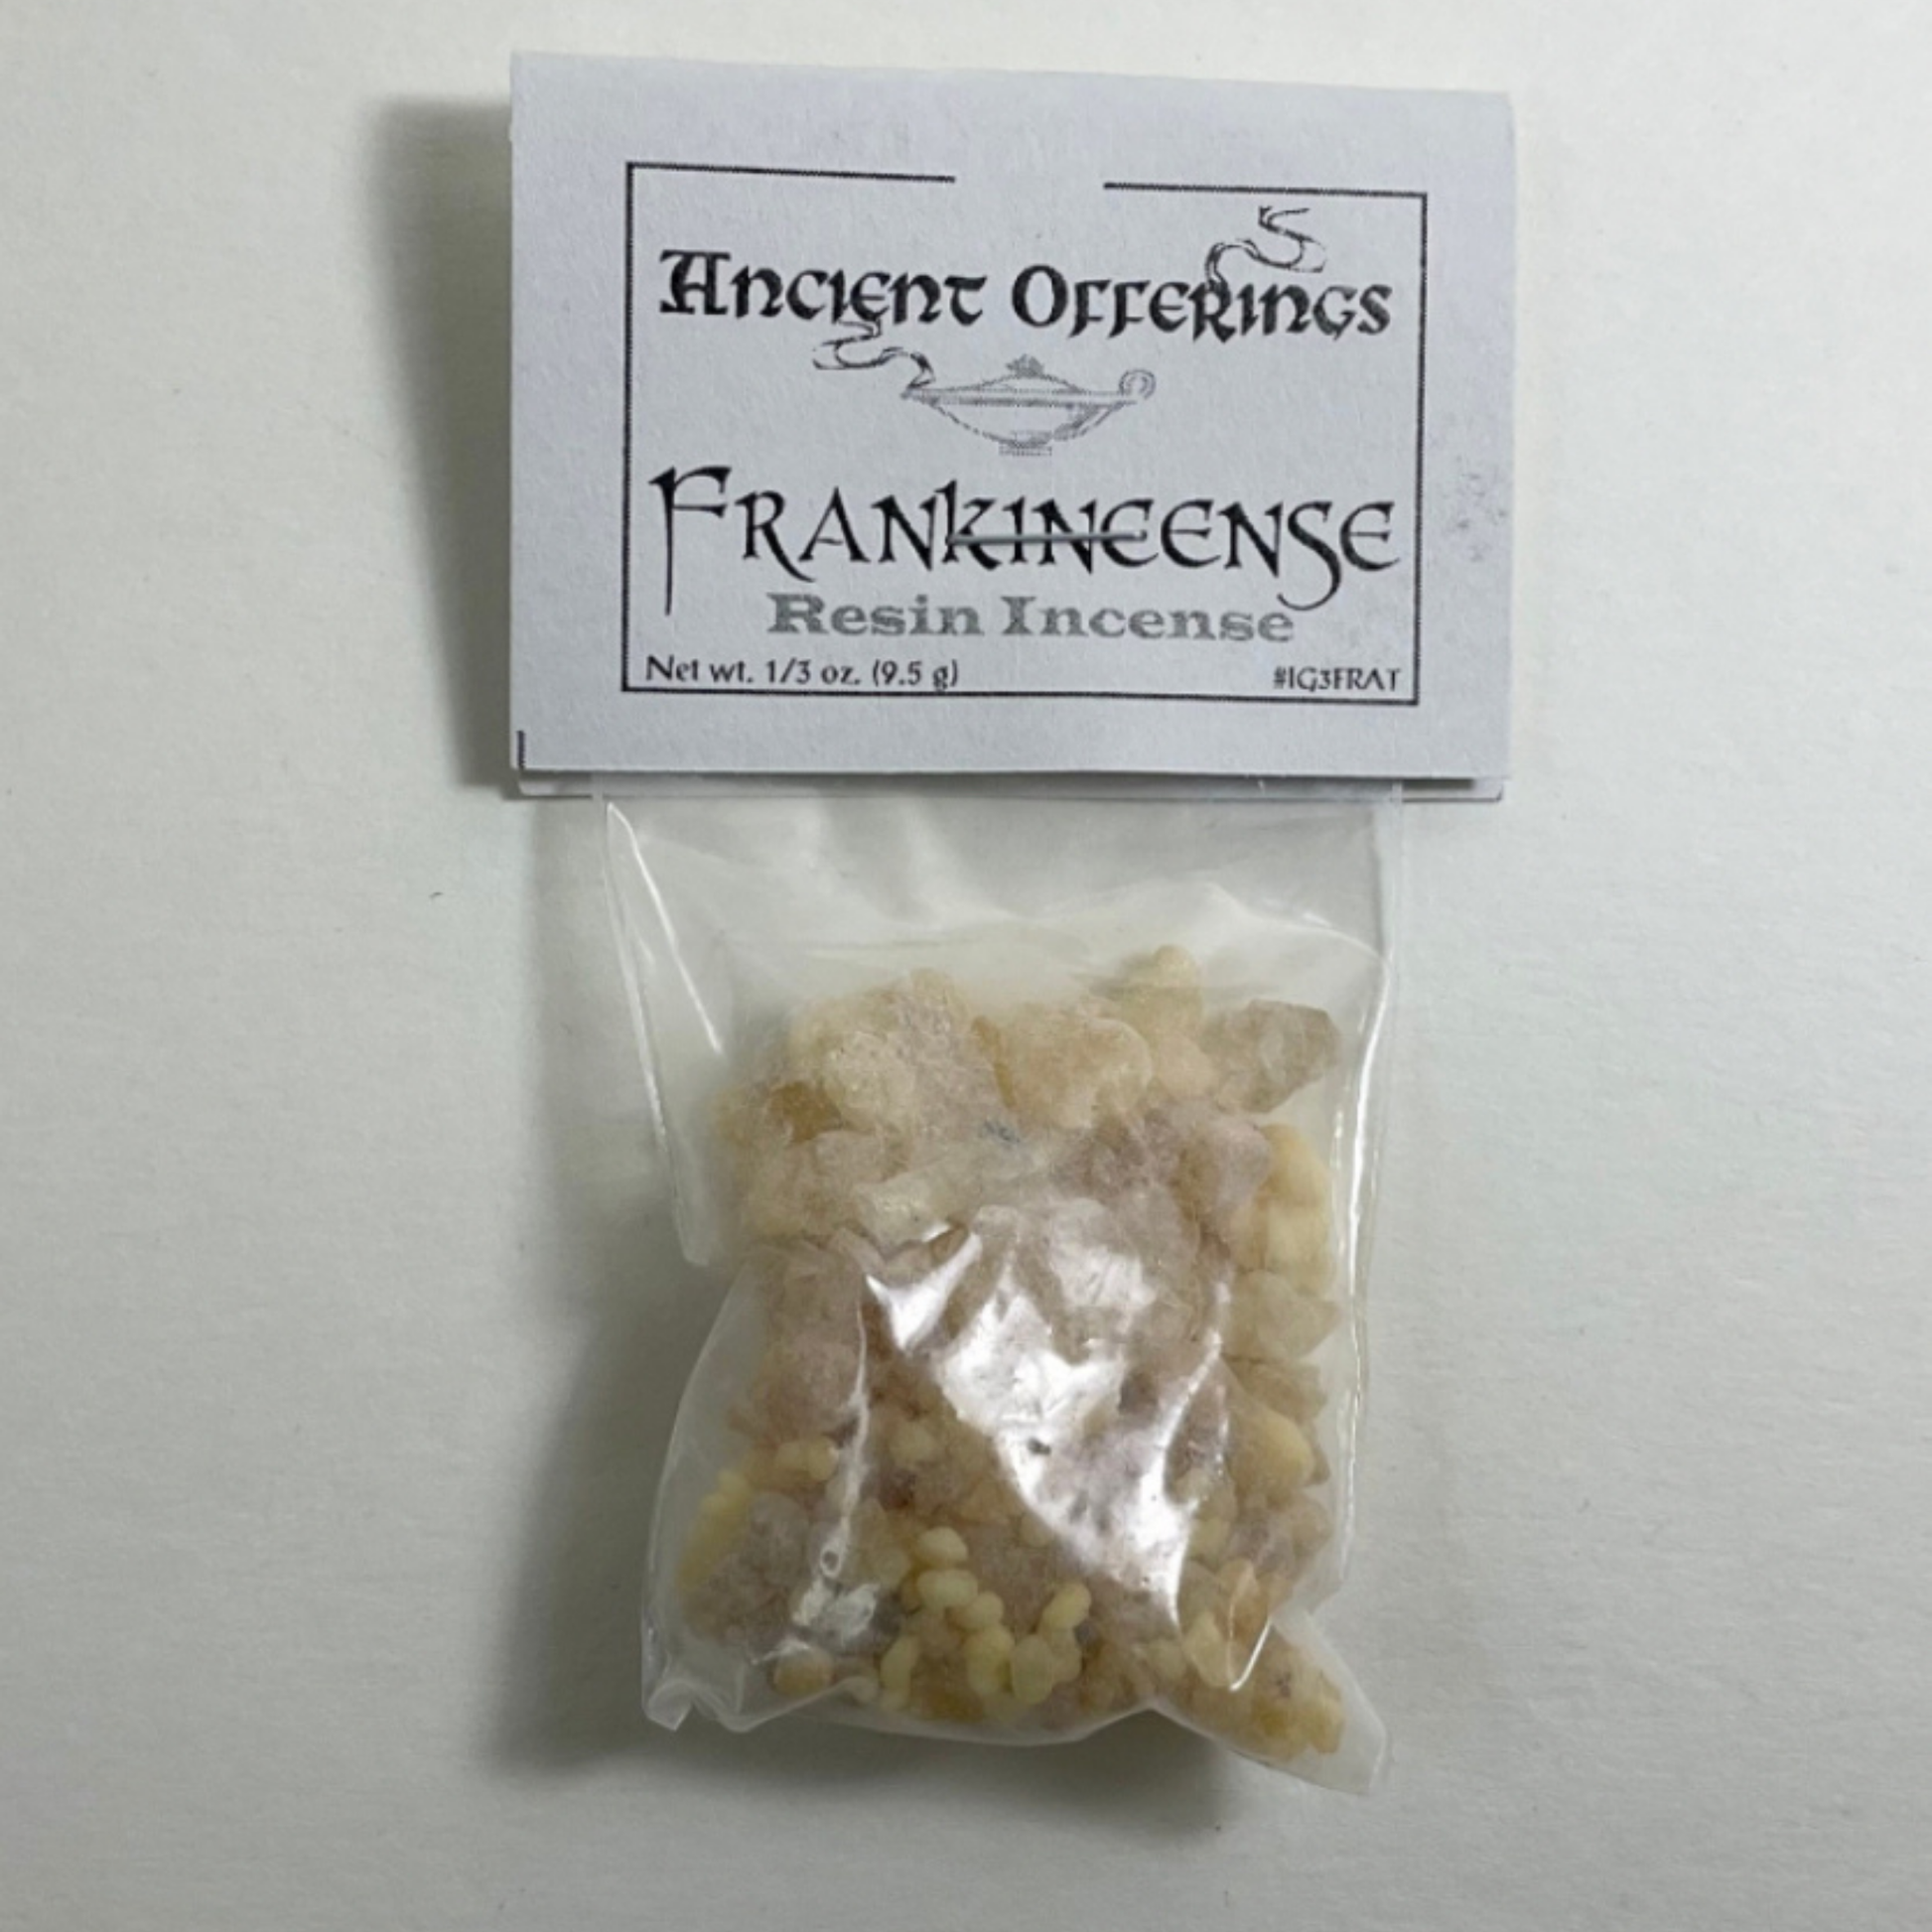 Ancient Offerings
Frankincense
Resin Incense
Net wt. 1/3 oz. (9.5 g)
#IG3FRAT